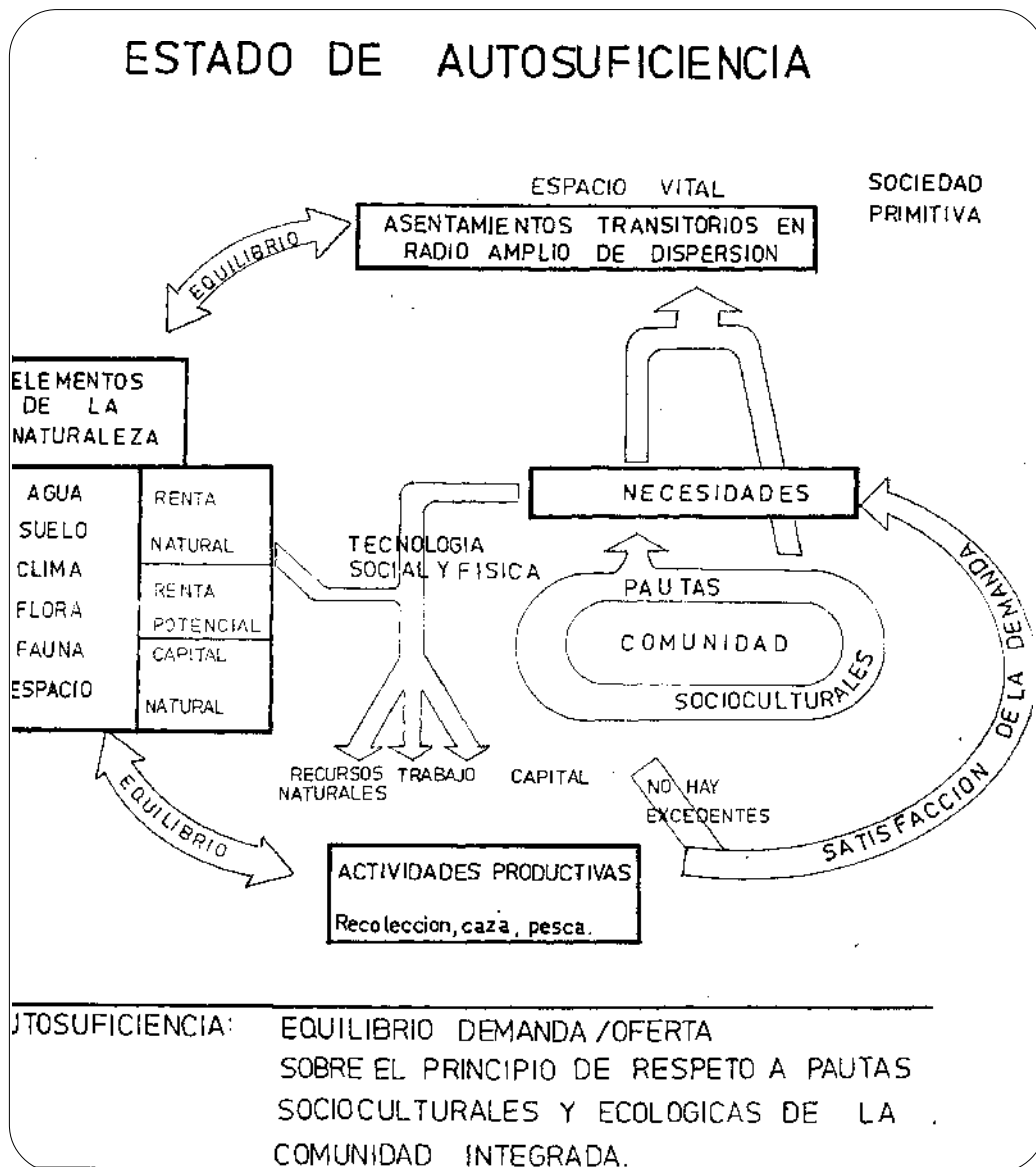 ESTADO DE AUTOSUFICIENCIA
ESPACIO VITAL
SOCIEDAD
PRIMITIVA
ASENTAMIENTOS TRANSITORIOS EN
RADIO AMPLIO DE DISPERSION
EQUILIBRIO
ELEMENTOS
DE LA
NATURALEZA
AGUA
SUELO
CLIMA
FLORA
FAUNA
ESPACIO
RENTA
NATURAL
RENTA
POTENCIAL
CAPITAL
NATURAL
TECNOLOGIA
SOCIAL Y FISICA
NECESIDADES
PAUTAS
COMUNIDAD
SOCIOCULTURALES
SATISFACCION DE LA DEMANDA
RECURSOS
NATURALES
TRABAJO
CAPITAL
NO HAY
EXCEDENTES
EQUILIBRIO
ACTIVIDADES PRODUCTIVAS
Recoleccion, caza, pesca.
UTOSUFICIENCIA:
EQUILIBRIO DEMANDA/OFERTA
SOBRE EL PRINCIPIO DE RESPETO A PAUTAS
SOCIOCULTURALES Y ECOLOGICAS DE LA
COMUNIDAD INTEGRADA.